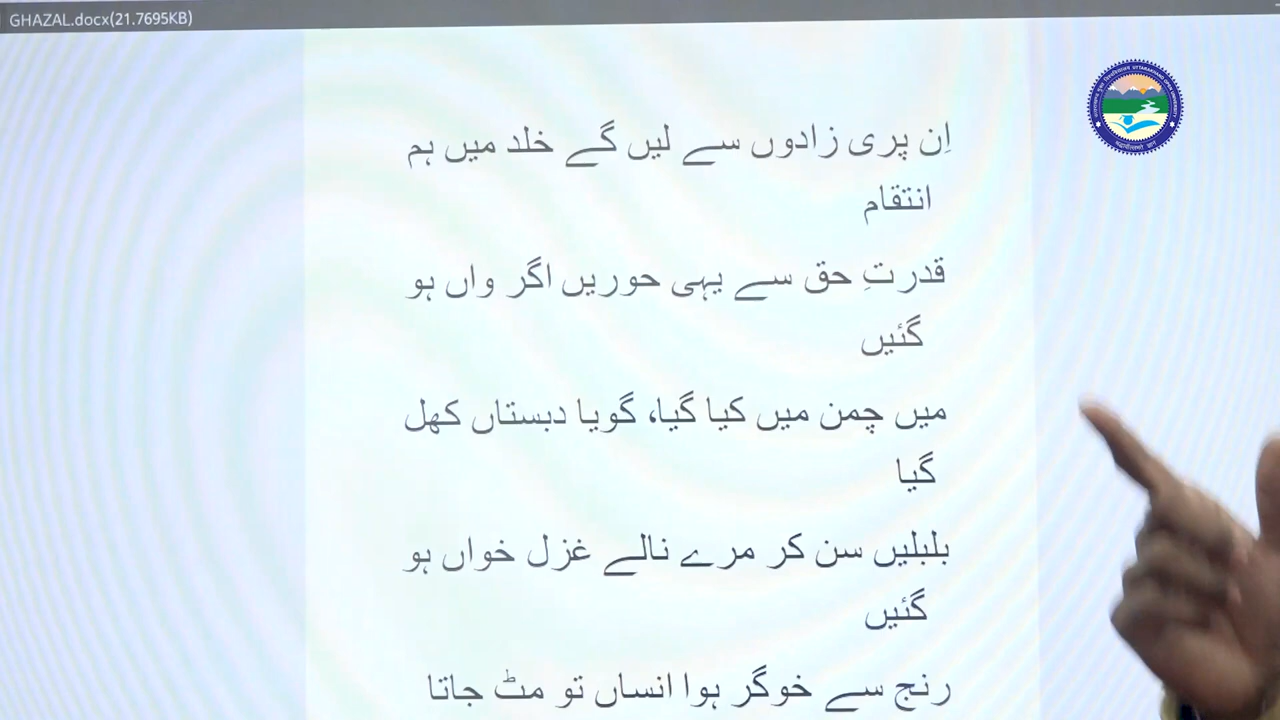 GHAZAL.docx(21.7695KB)
اِن پری زادوں سے لیں گے خلد میں ہم
انتقام
قدرتِ حق سے یہی حوریں اگر واں ہو
گئیں
میں چمن میں کیا گیا، گویا دبستاں کھل
گیا
بلبلیں سن کر مرے نالے غزل خواں ہو
گئیں
رنج سے خوگر ہوا انساں تو مٹ جاتا